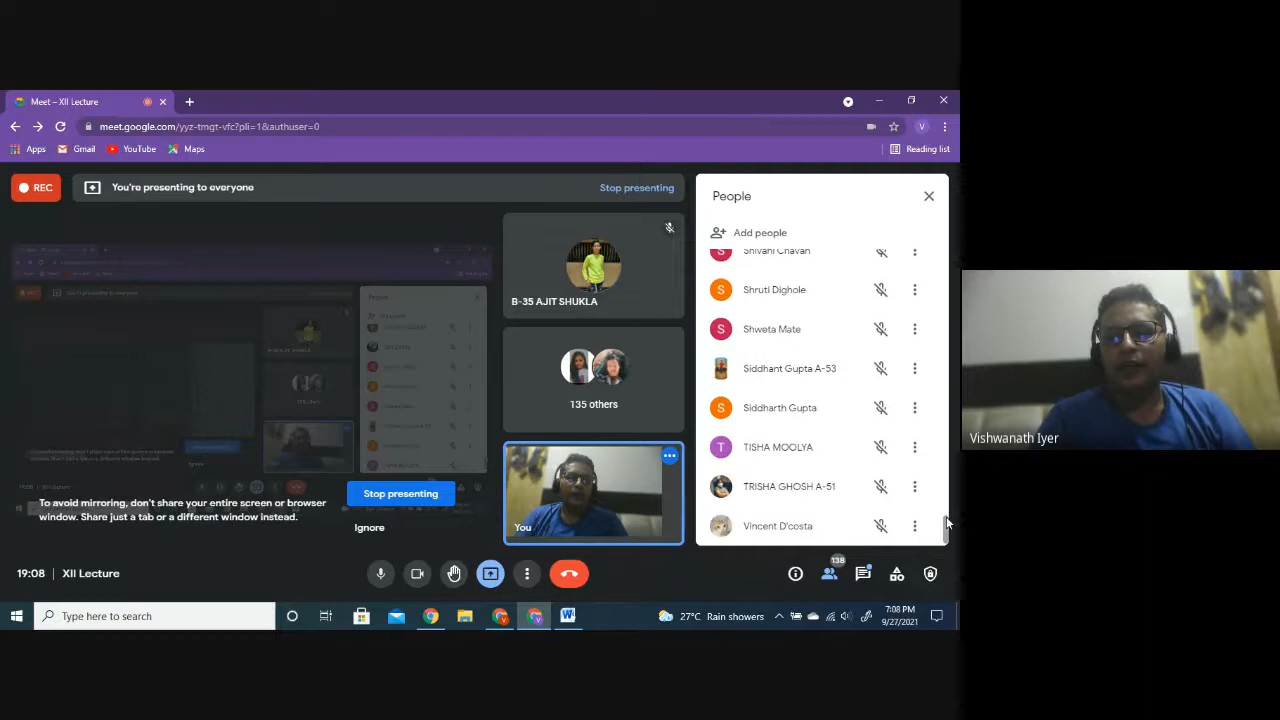 Meet – XII Lecture
meet.google.com/yyz-tmgt-vfc?pli=1&authuser=0
V
Apps
Gmail
YouTube
Maps
Reading list
REC
You're presenting to everyone
Stop presenting
B-35 AJIT SHUKLA
135 others
You
To avoid mirroring, don't share your entire screen or browser
window. Share just a tab or a different window instead.
Stop presenting
Ignore
People
Add people
Shivani Chavan
S Shruti Dighole
S Shweta Mate
Siddhant Gupta A-53
S Siddharth Gupta
T TISHA MOOLYA
TRISHA GHOSH A-51
Vincent D'costa
Vishwanath Iyer
19:08 | XII Lecture
138
Type here to search
27°C Rain showers
7:08 PM
9/27/2021